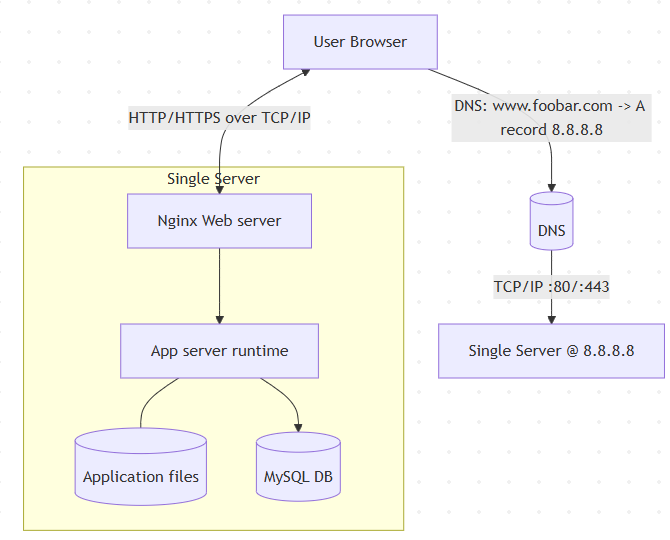 User Browser
DNS: www.foobar.com -> A
record 8.8.8.8
HTTP/HTTPS over TCP/IP
Single Server
Nginx Web server
DNS
TCP/IP :80/:443
App server runtime
Single Server @ 8.8.8.8
Application files
MySQL DB